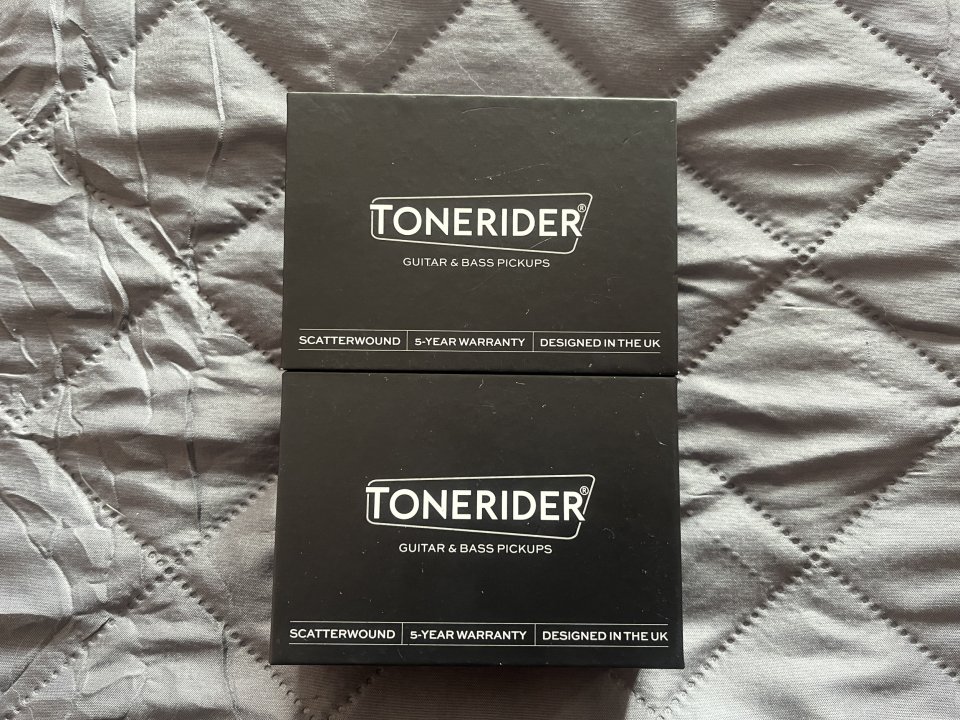 TONERIDER®
GUITAR & BASS PICKUPS
SCATTERWOUND 5-YEAR WARRANTY DESIGNED IN THE UK
TONERIDER®
GUITAR & BASS PICKUPS
SCATTERWOUND 5-YEAR WARRANTY DESIGNED IN THE UK